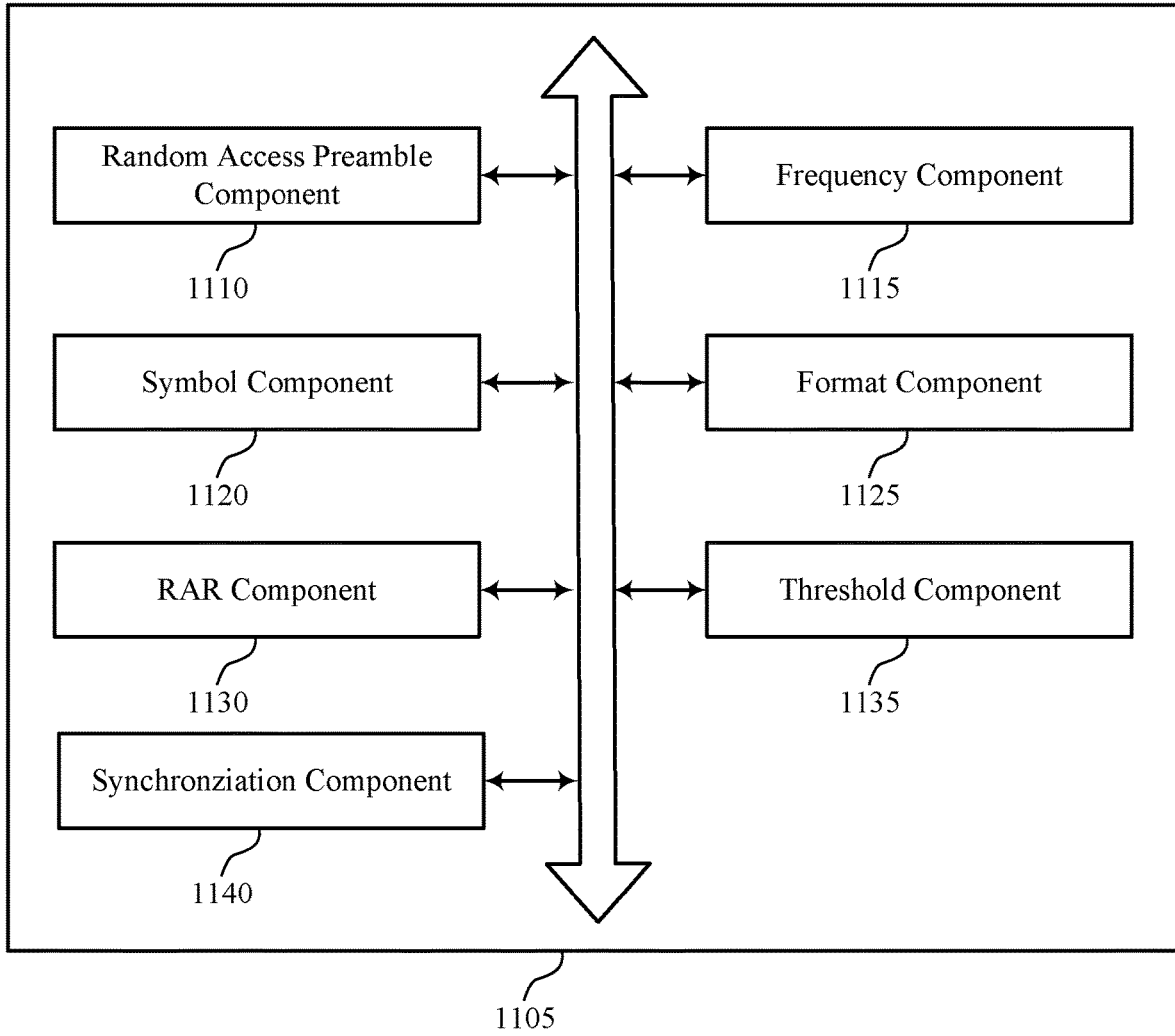 Random Access Preamble
Component
1110
Frequency Component
1115
Symbol Component
1120
Format Component
1125
RAR Component
1130
Threshold Component
1135
Synchronziation Component
1140
1105